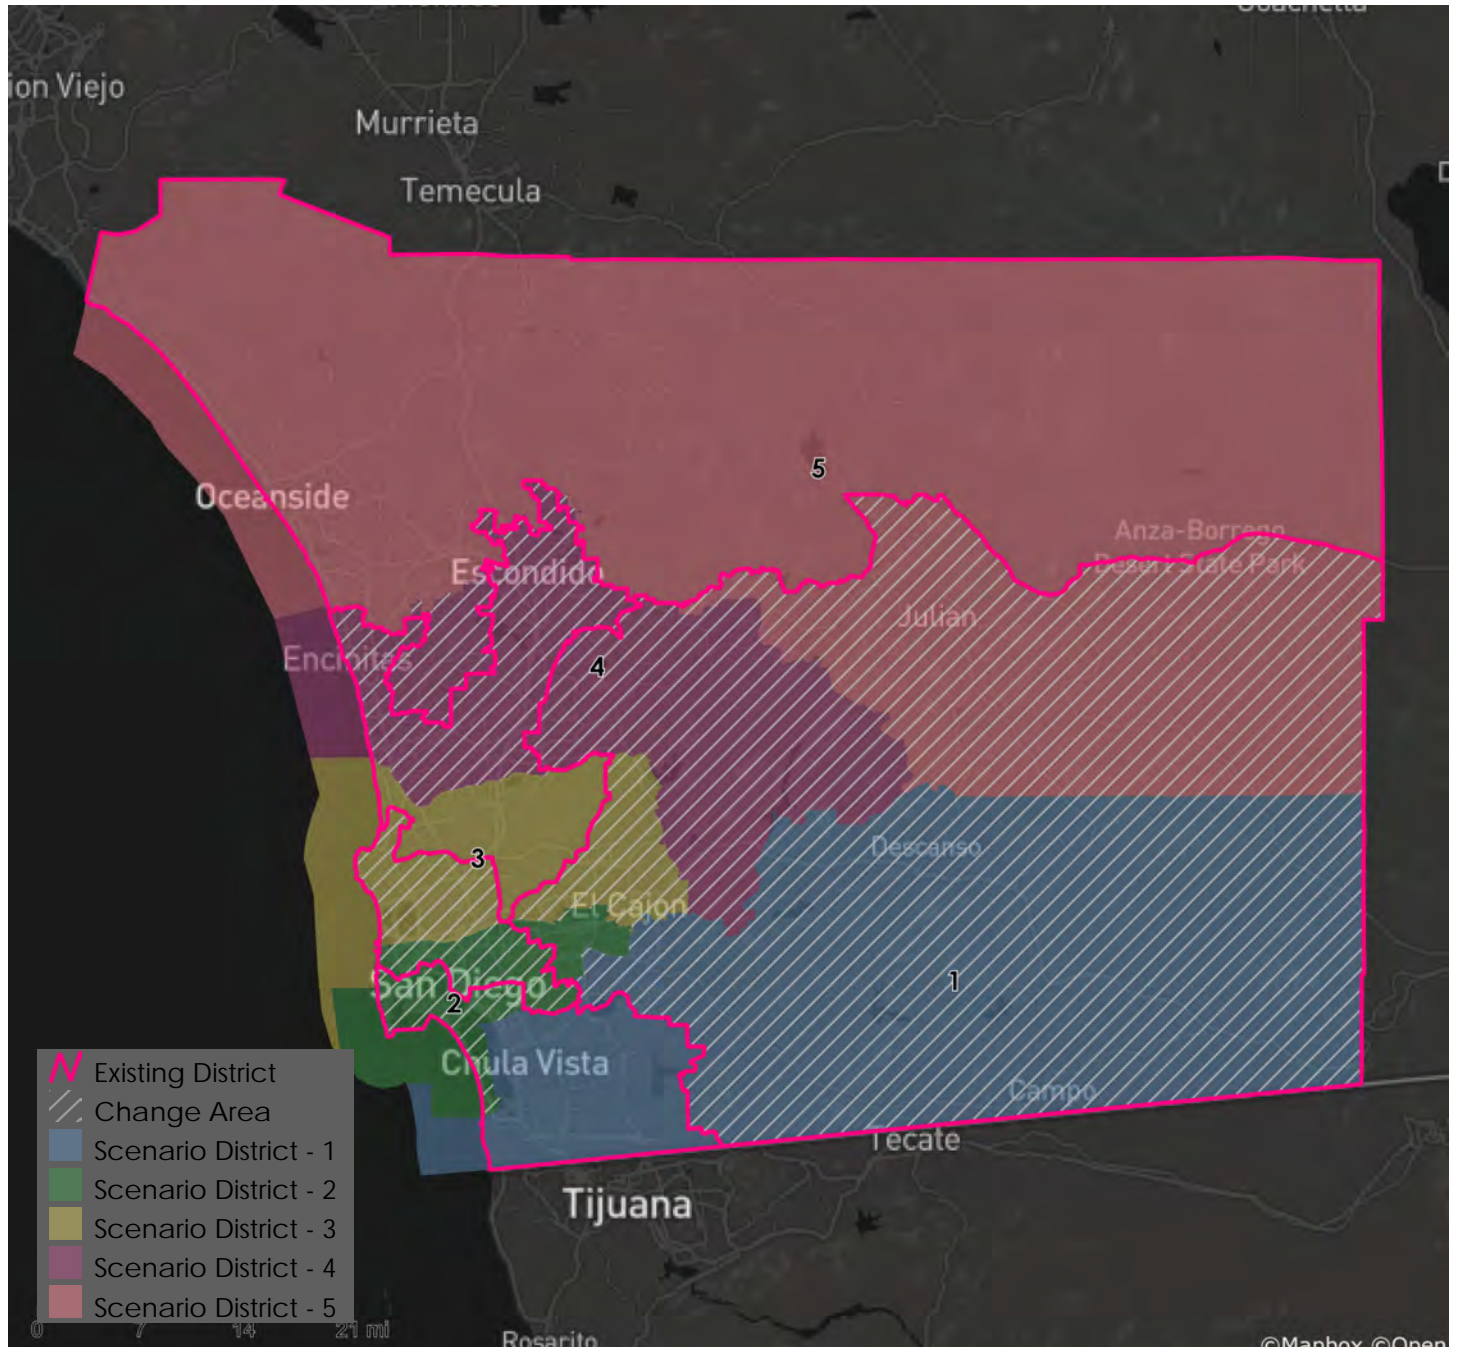 ion Viejo
Murrieta
Temecula
5
Oceanside
Anza-Borrego
Desert State Park
Escondido
Julian
Encinitas
4
Descanso
3
El Cajon
1
San Diego
2
Chula Vista
Campo
Tecate
Tijuana
Rosarito
Existing District
Change Area
Scenario District - 1
Scenario District - 2
Scenario District - 3
Scenario District - 4
Scenario District - 5
0 7 14 21 mi
©Mapbox ©Open